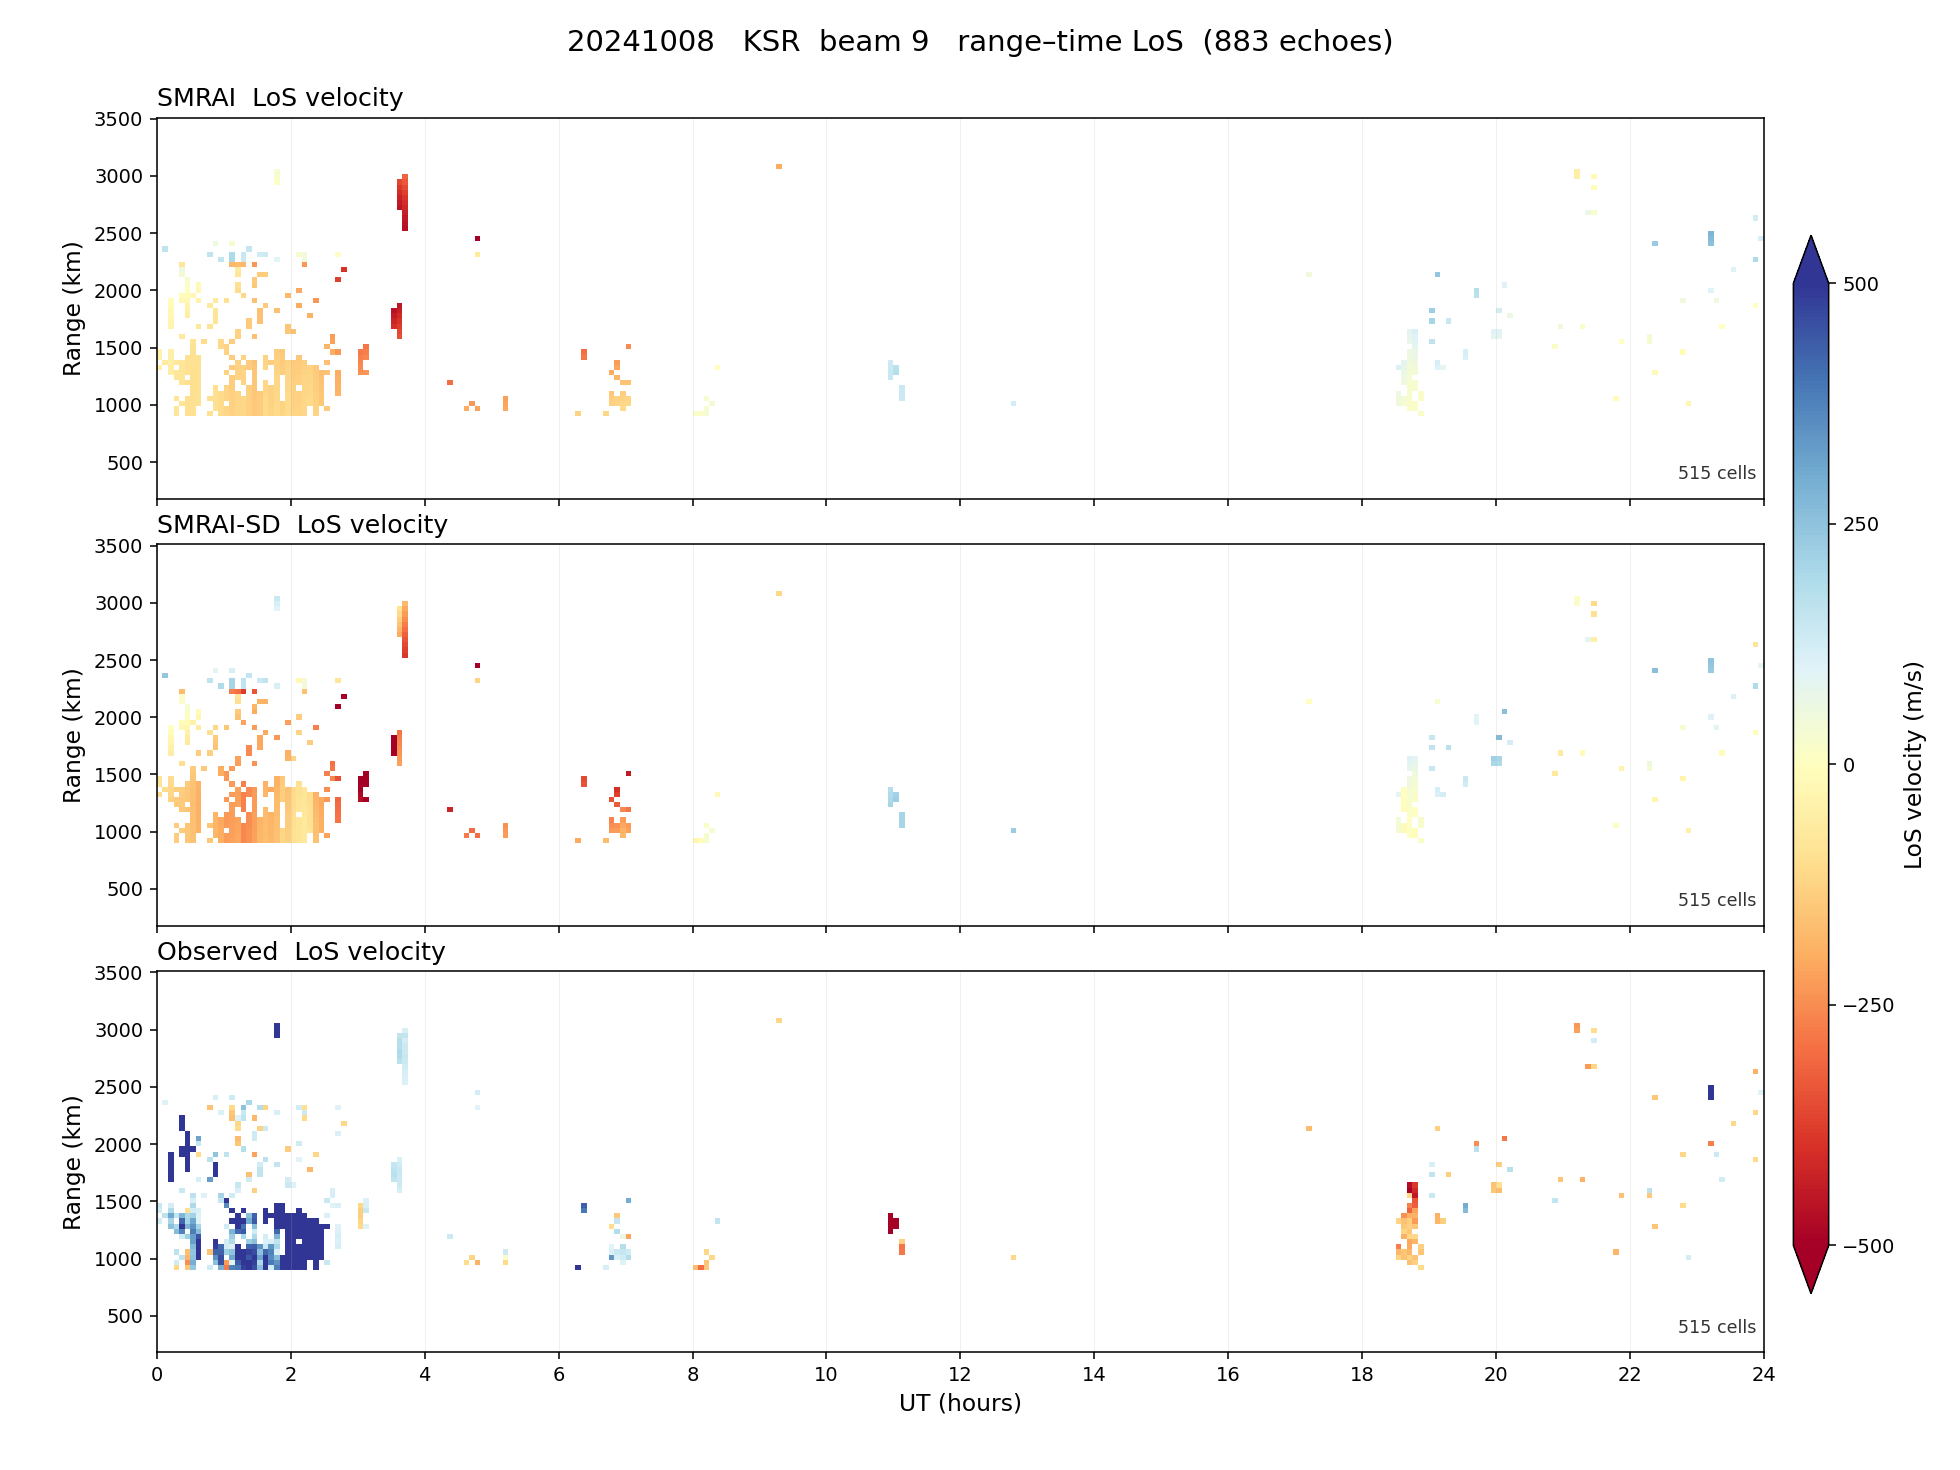 20241008   KSR  beam 9   range–time LoS  (883 echoes)
SMRAI  LoS velocity
3500
3000
2500
2000
1500
1000
500
Range (km)
515 cells
SMRAI-SD  LoS velocity
3500
3000
2500
2000
1500
1000
500
Range (km)
515 cells
Observed  LoS velocity
3500
3000
2500
2000
1500
1000
500
Range (km)
515 cells
0 2 4 6 8 10 12 14 16 18 20 22 24
UT (hours)
500
250
0
−250
−500
LoS velocity (m/s)